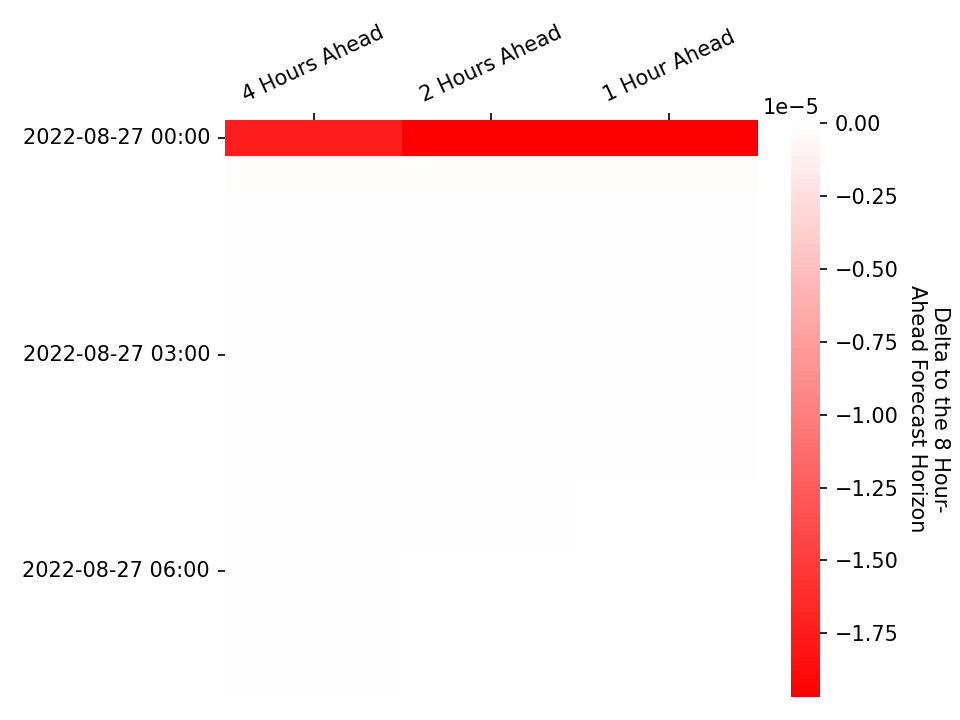 4 Hours Ahead
2 Hours Ahead
1 Hour Ahead
1e−5
2022-08-27 00:00
2022-08-27 03:00
2022-08-27 06:00
0.00
−0.25
−0.50
−0.75
−1.00
−1.25
−1.50
−1.75
Delta to the 8 Hour-
Ahead Forecast Horizon